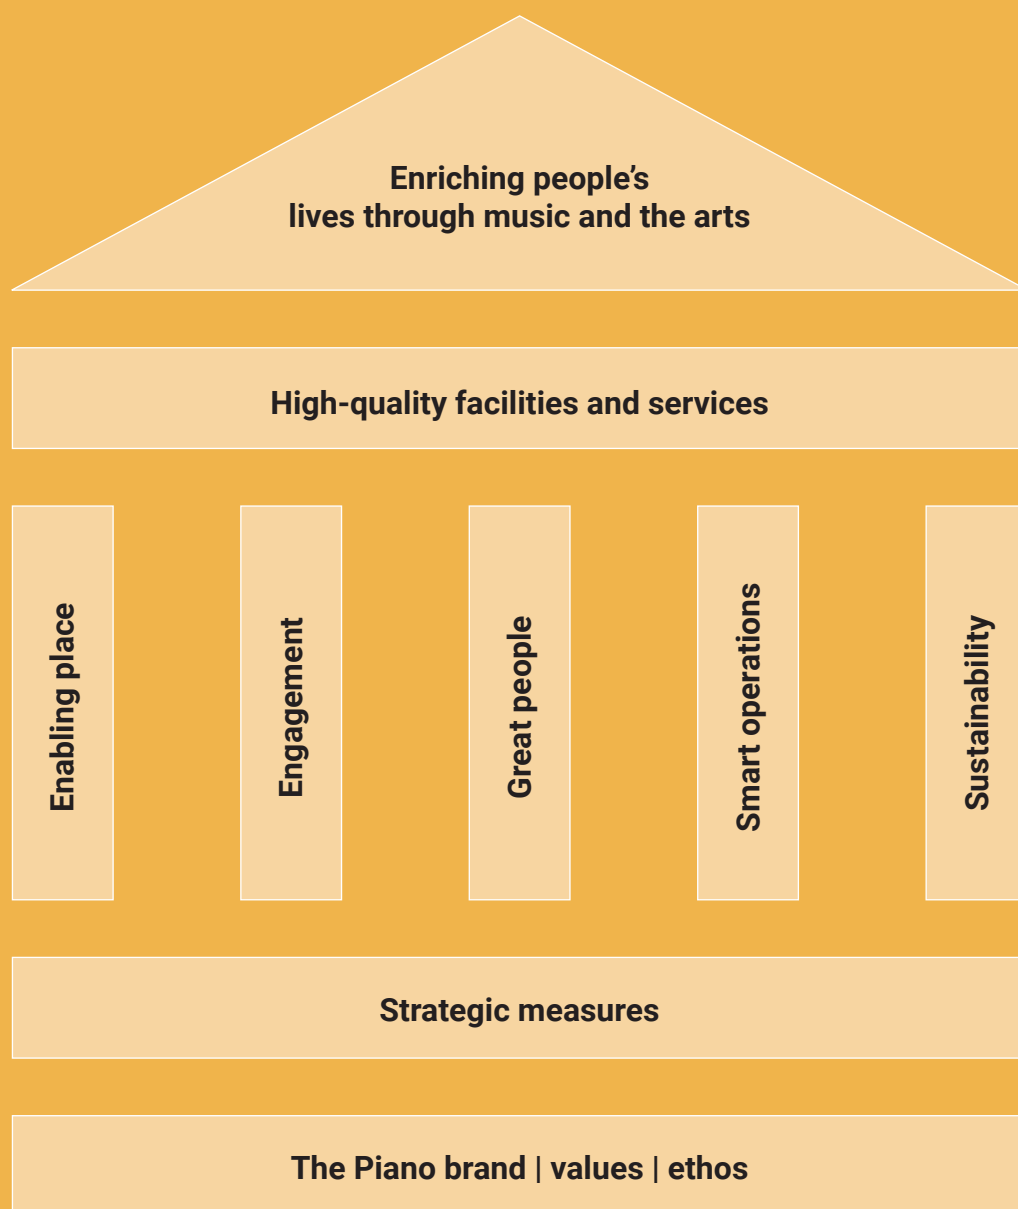 Enriching people’s
lives through music and the arts
High-quality facilities and services
Enabling place
Engagement
Great people
Smart operations
Sustainability
Strategic measures
The Piano brand | values | ethos